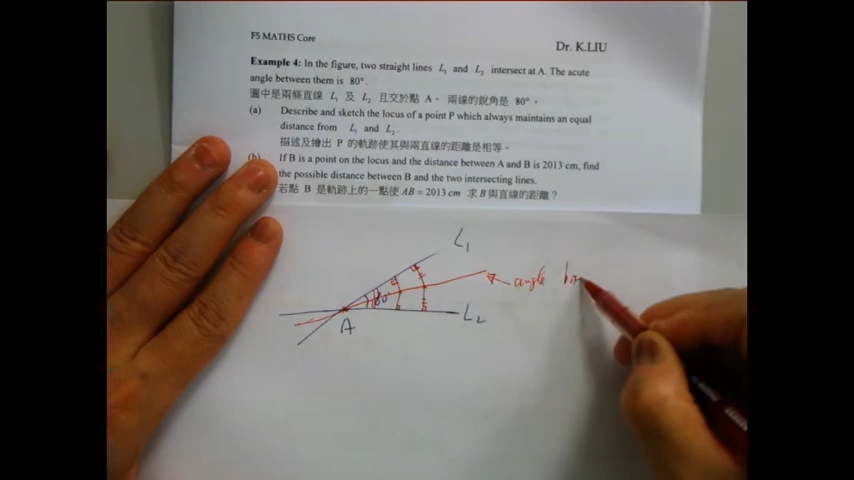 F5 MATHS Core
Dr. K.LIU
Example 4: In the figure, two straight lines L₁ and L₂ intersect at A. The acute
angle between them is 80°.
圖中是兩條直線 L₁ 及 L₂ 且交於點 A。 兩線的銳角是 80°。
(a) Describe and sketch the locus of a point P which always maintains an equal
distance from L₁ and L₂.
描述及繪出 P 的軌跡使其與兩直線的距離是相等。
(b) If B is a point on the locus and the distance between A and B is 2013 cm, find
the possible distance between B and the two intersecting lines.
若點 B 是軌跡上的一點使 AB = 2013 cm 求 B 與直線的距離？
L₁
angle bis
80°
L₂
A